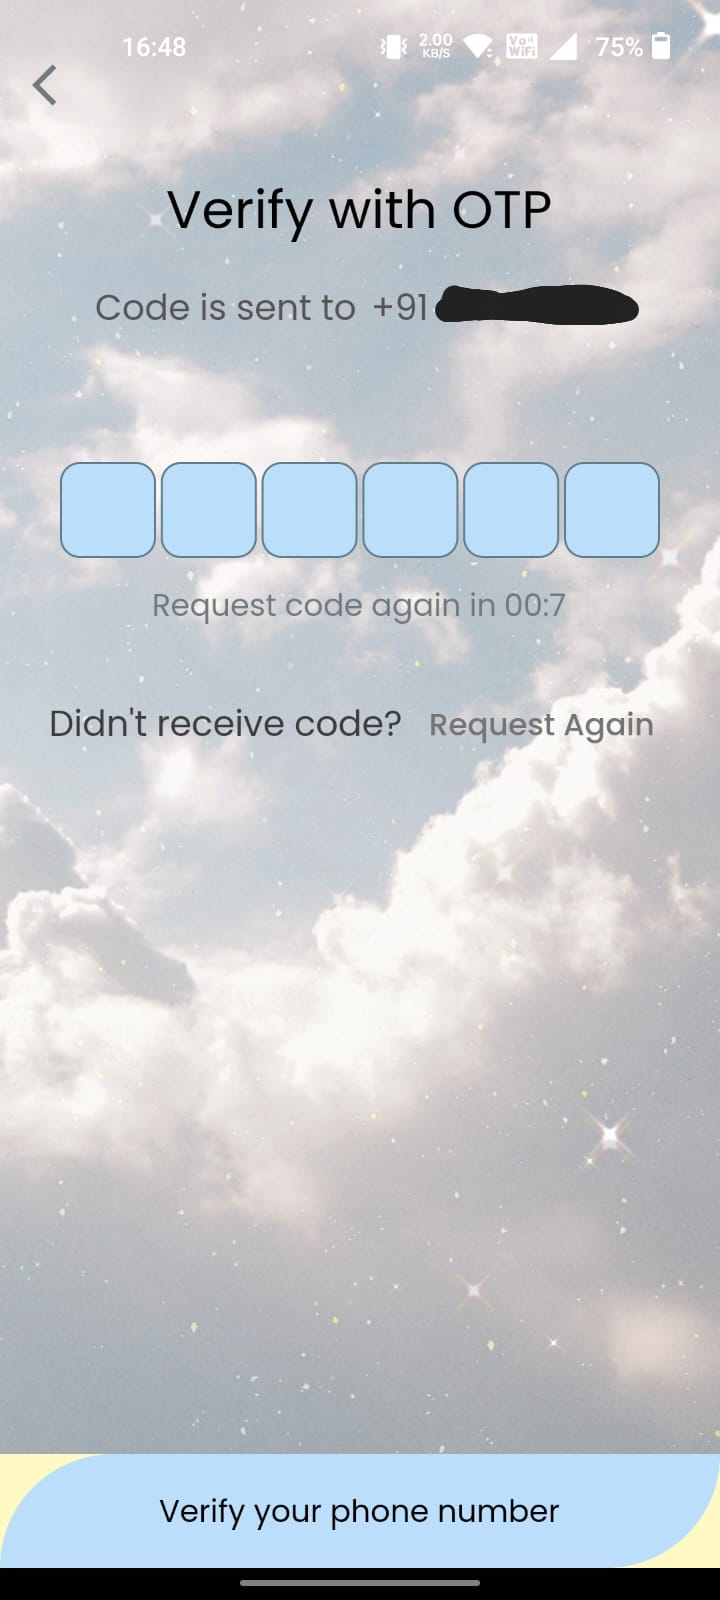 16:48 2.00 KB/S Vo WiFi 75%
Verify with OTP
Code is sent to +91
Request code again in 00:7
Didn't receive code? Request Again
Verify your phone number